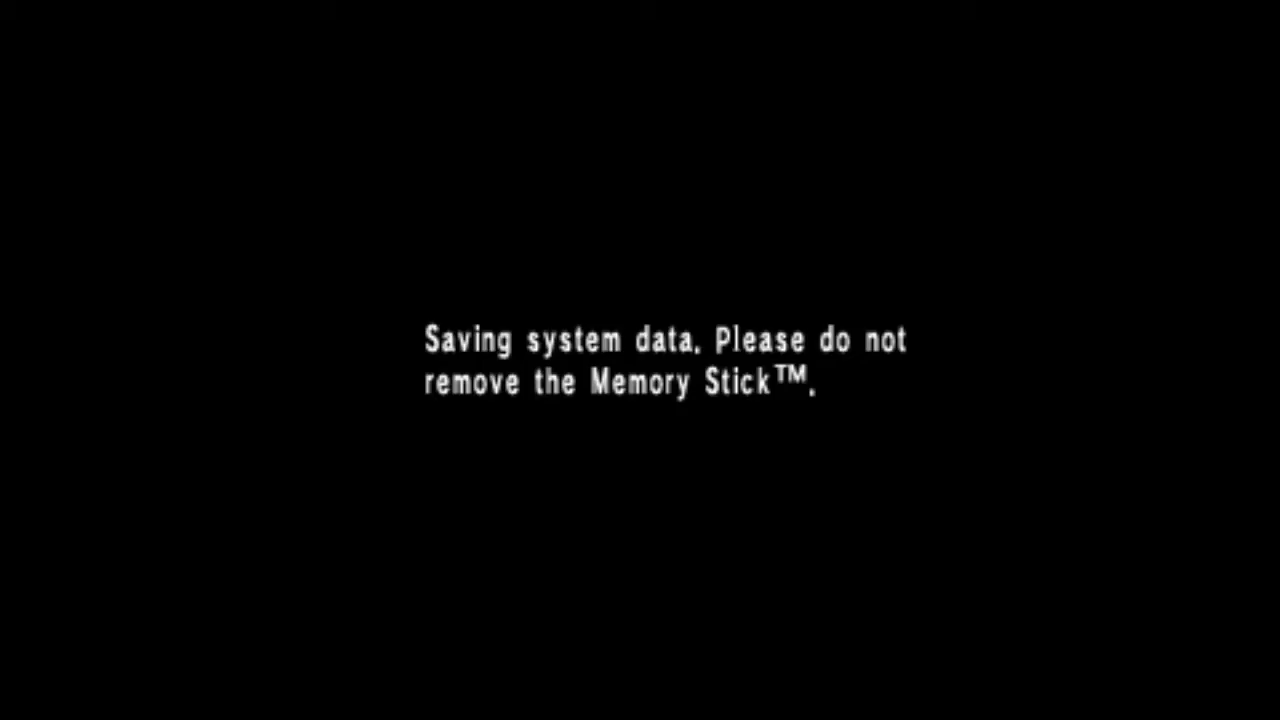 Saving system data. Please do not
remove the Memory Stick™.